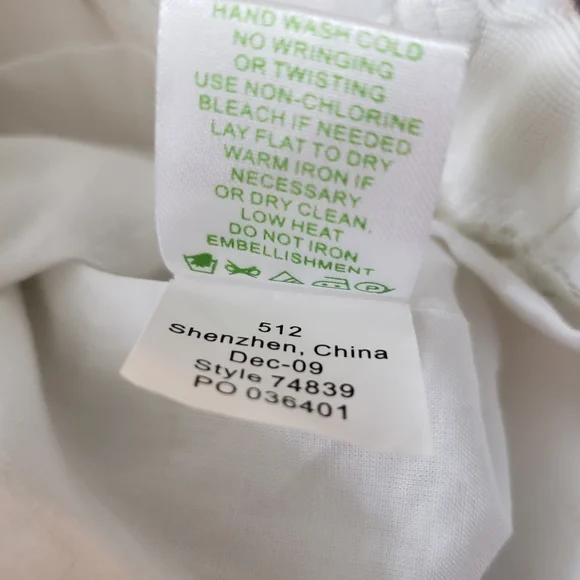 HAND WASH COLD
NO WRINGING
OR TWISTING
USE NON-CHLORINE
BLEACH IF NEEDED
LAY FLAT TO DRY
WARM IRON IF
NECESSARY
OR DRY CLEAN,
LOW HEAT
DO NOT IRON
EMBELLISHMENT
P
512
Shenzhen, China
Dec-09
Style 74839
PO 036401